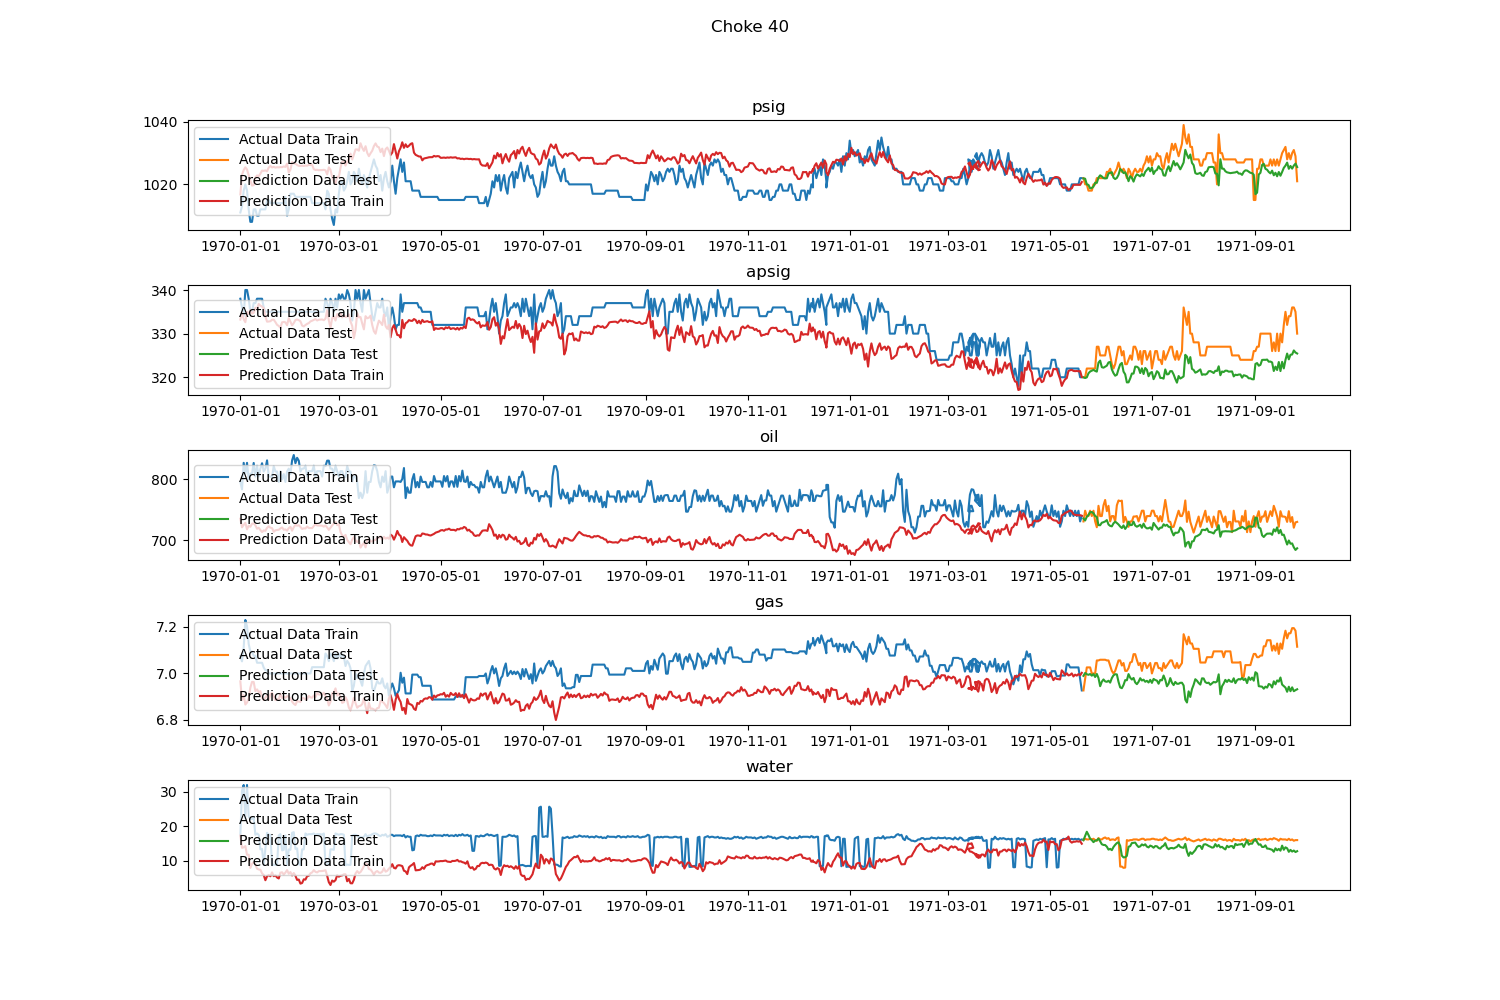 Choke 40
psig
1040
1020
Actual Data Train
Actual Data Test
Prediction Data Test
Prediction Data Train
1970-01-01 1970-03-01 1970-05-01 1970-07-01 1970-09-01 1970-11-01 1971-01-01 1971-03-01 1971-05-01 1971-07-01 1971-09-01
apsig
340
330
320
Actual Data Train
Actual Data Test
Prediction Data Test
Prediction Data Train
1970-01-01 1970-03-01 1970-05-01 1970-07-01 1970-09-01 1970-11-01 1971-01-01 1971-03-01 1971-05-01 1971-07-01 1971-09-01
oil
800
700
Actual Data Train
Actual Data Test
Prediction Data Test
Prediction Data Train
1970-01-01 1970-03-01 1970-05-01 1970-07-01 1970-09-01 1970-11-01 1971-01-01 1971-03-01 1971-05-01 1971-07-01 1971-09-01
gas
7.2
7.0
6.8
Actual Data Train
Actual Data Test
Prediction Data Test
Prediction Data Train
1970-01-01 1970-03-01 1970-05-01 1970-07-01 1970-09-01 1970-11-01 1971-01-01 1971-03-01 1971-05-01 1971-07-01 1971-09-01
water
30
20
10
Actual Data Train
Actual Data Test
Prediction Data Test
Prediction Data Train
1970-01-01 1970-03-01 1970-05-01 1970-07-01 1970-09-01 1970-11-01 1971-01-01 1971-03-01 1971-05-01 1971-07-01 1971-09-01